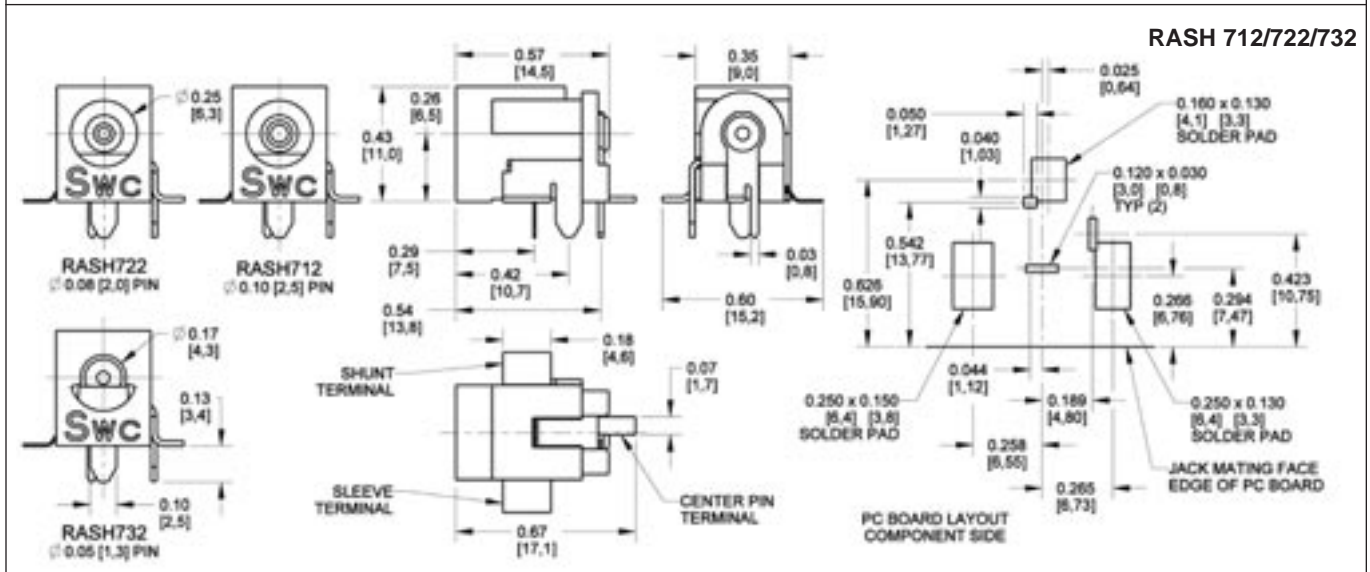 RASH 712/722/732
Ø 0.25
[6,3]
SWC
RASH722
Ø 0.08 [2,0] PIN
SWC
RASH712
Ø 0.10 [2,5] PIN
0.57
[14,5]
0.26
[6,5]
0.43
[11,0]
0.29
[7,5]
0.42
[10,7]
0.54
[13,8]
0.35
[9,0]
0.03
[0,8]
0.60
[15,2]
Ø 0.17
[4,3]
SWC
0.13
[3,4]
0.10
[2,5]
RASH732
Ø 0.05 [1,3] PIN
SHUNT
TERMINAL
0.18
[4,6]
0.07
[1,7]
SLEEVE
TERMINAL
CENTER PIN
TERMINAL
0.67
[17,1]
0.025
[0,64]
0.050
[1,27]
0.040
[1,03]
0.160 x 0.130
[4,1] [3,3]
SOLDER PAD
0.120 x 0.030
[3,0] [0,8]
TYP (2)
0.542
[13,77]
0.626
[15,90]
0.423
[10,75]
0.266
[6,76]
0.294
[7,47]
0.044
[1,12]
0.189
[4,80]
0.250 x 0.150
[6,4] [3,8]
SOLDER PAD
0.250 x 0.130
[6,4] [3,3]
SOLDER PAD
0.258
[6,55]
0.265
[6,73]
JACK MATING FACE
EDGE OF PC BOARD
PC BOARD LAYOUT
COMPONENT SIDE